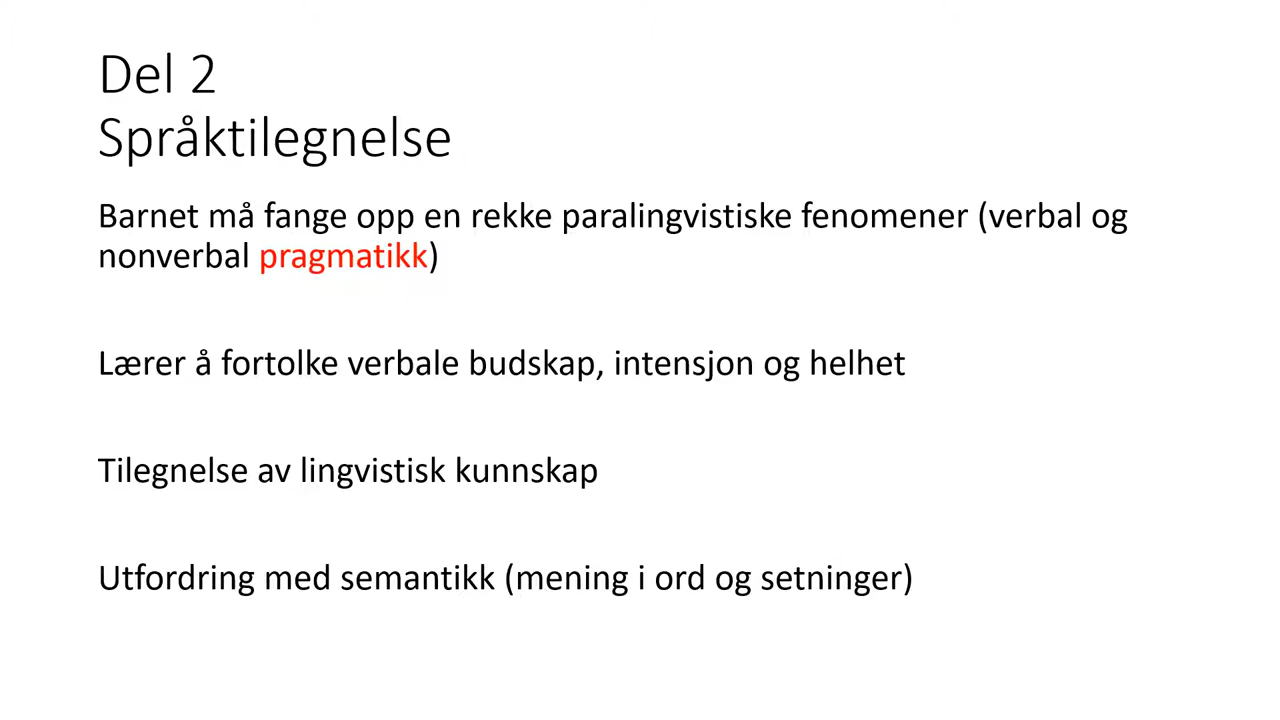 Del 2
Språktilegnelse
Barnet må fange opp en rekke paralingvistiske fenomener (verbal og
nonverbal pragmatikk)
Lærer å fortolke verbale budskap, intensjon og helhet
Tilegnelse av lingvistisk kunnskap
Utfordring med semantikk (mening i ord og setninger)